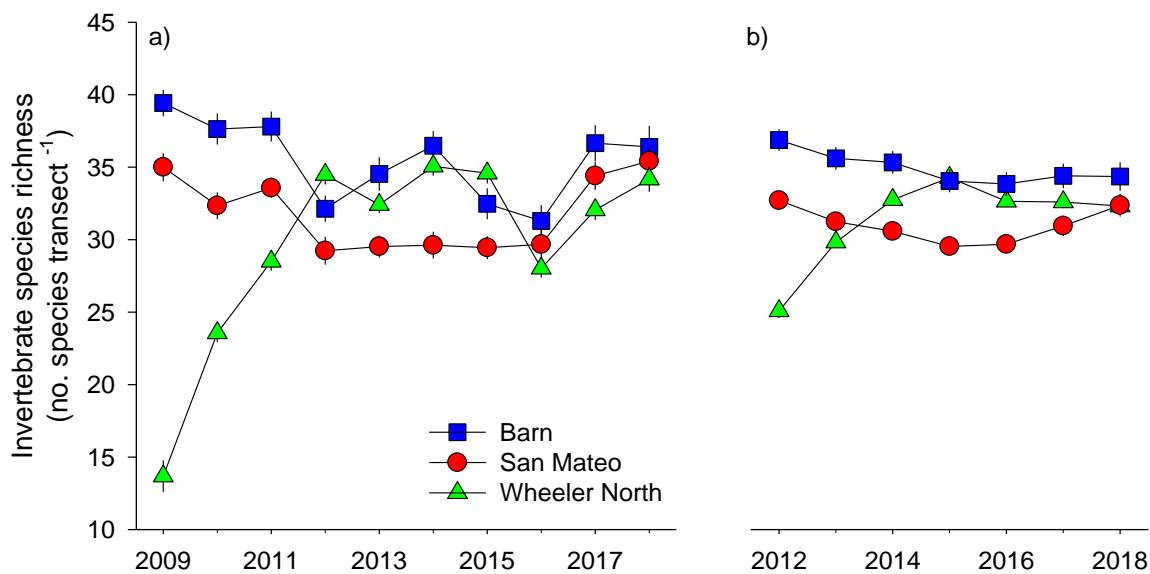 Invertebrate species richness
(no. species transect ⁻¹)
45
40
35
30
25
20
15
10
a)
Barn
San Mateo
Wheeler North
2009 2011 2013 2015 2017
b)
2012 2014 2016 2018